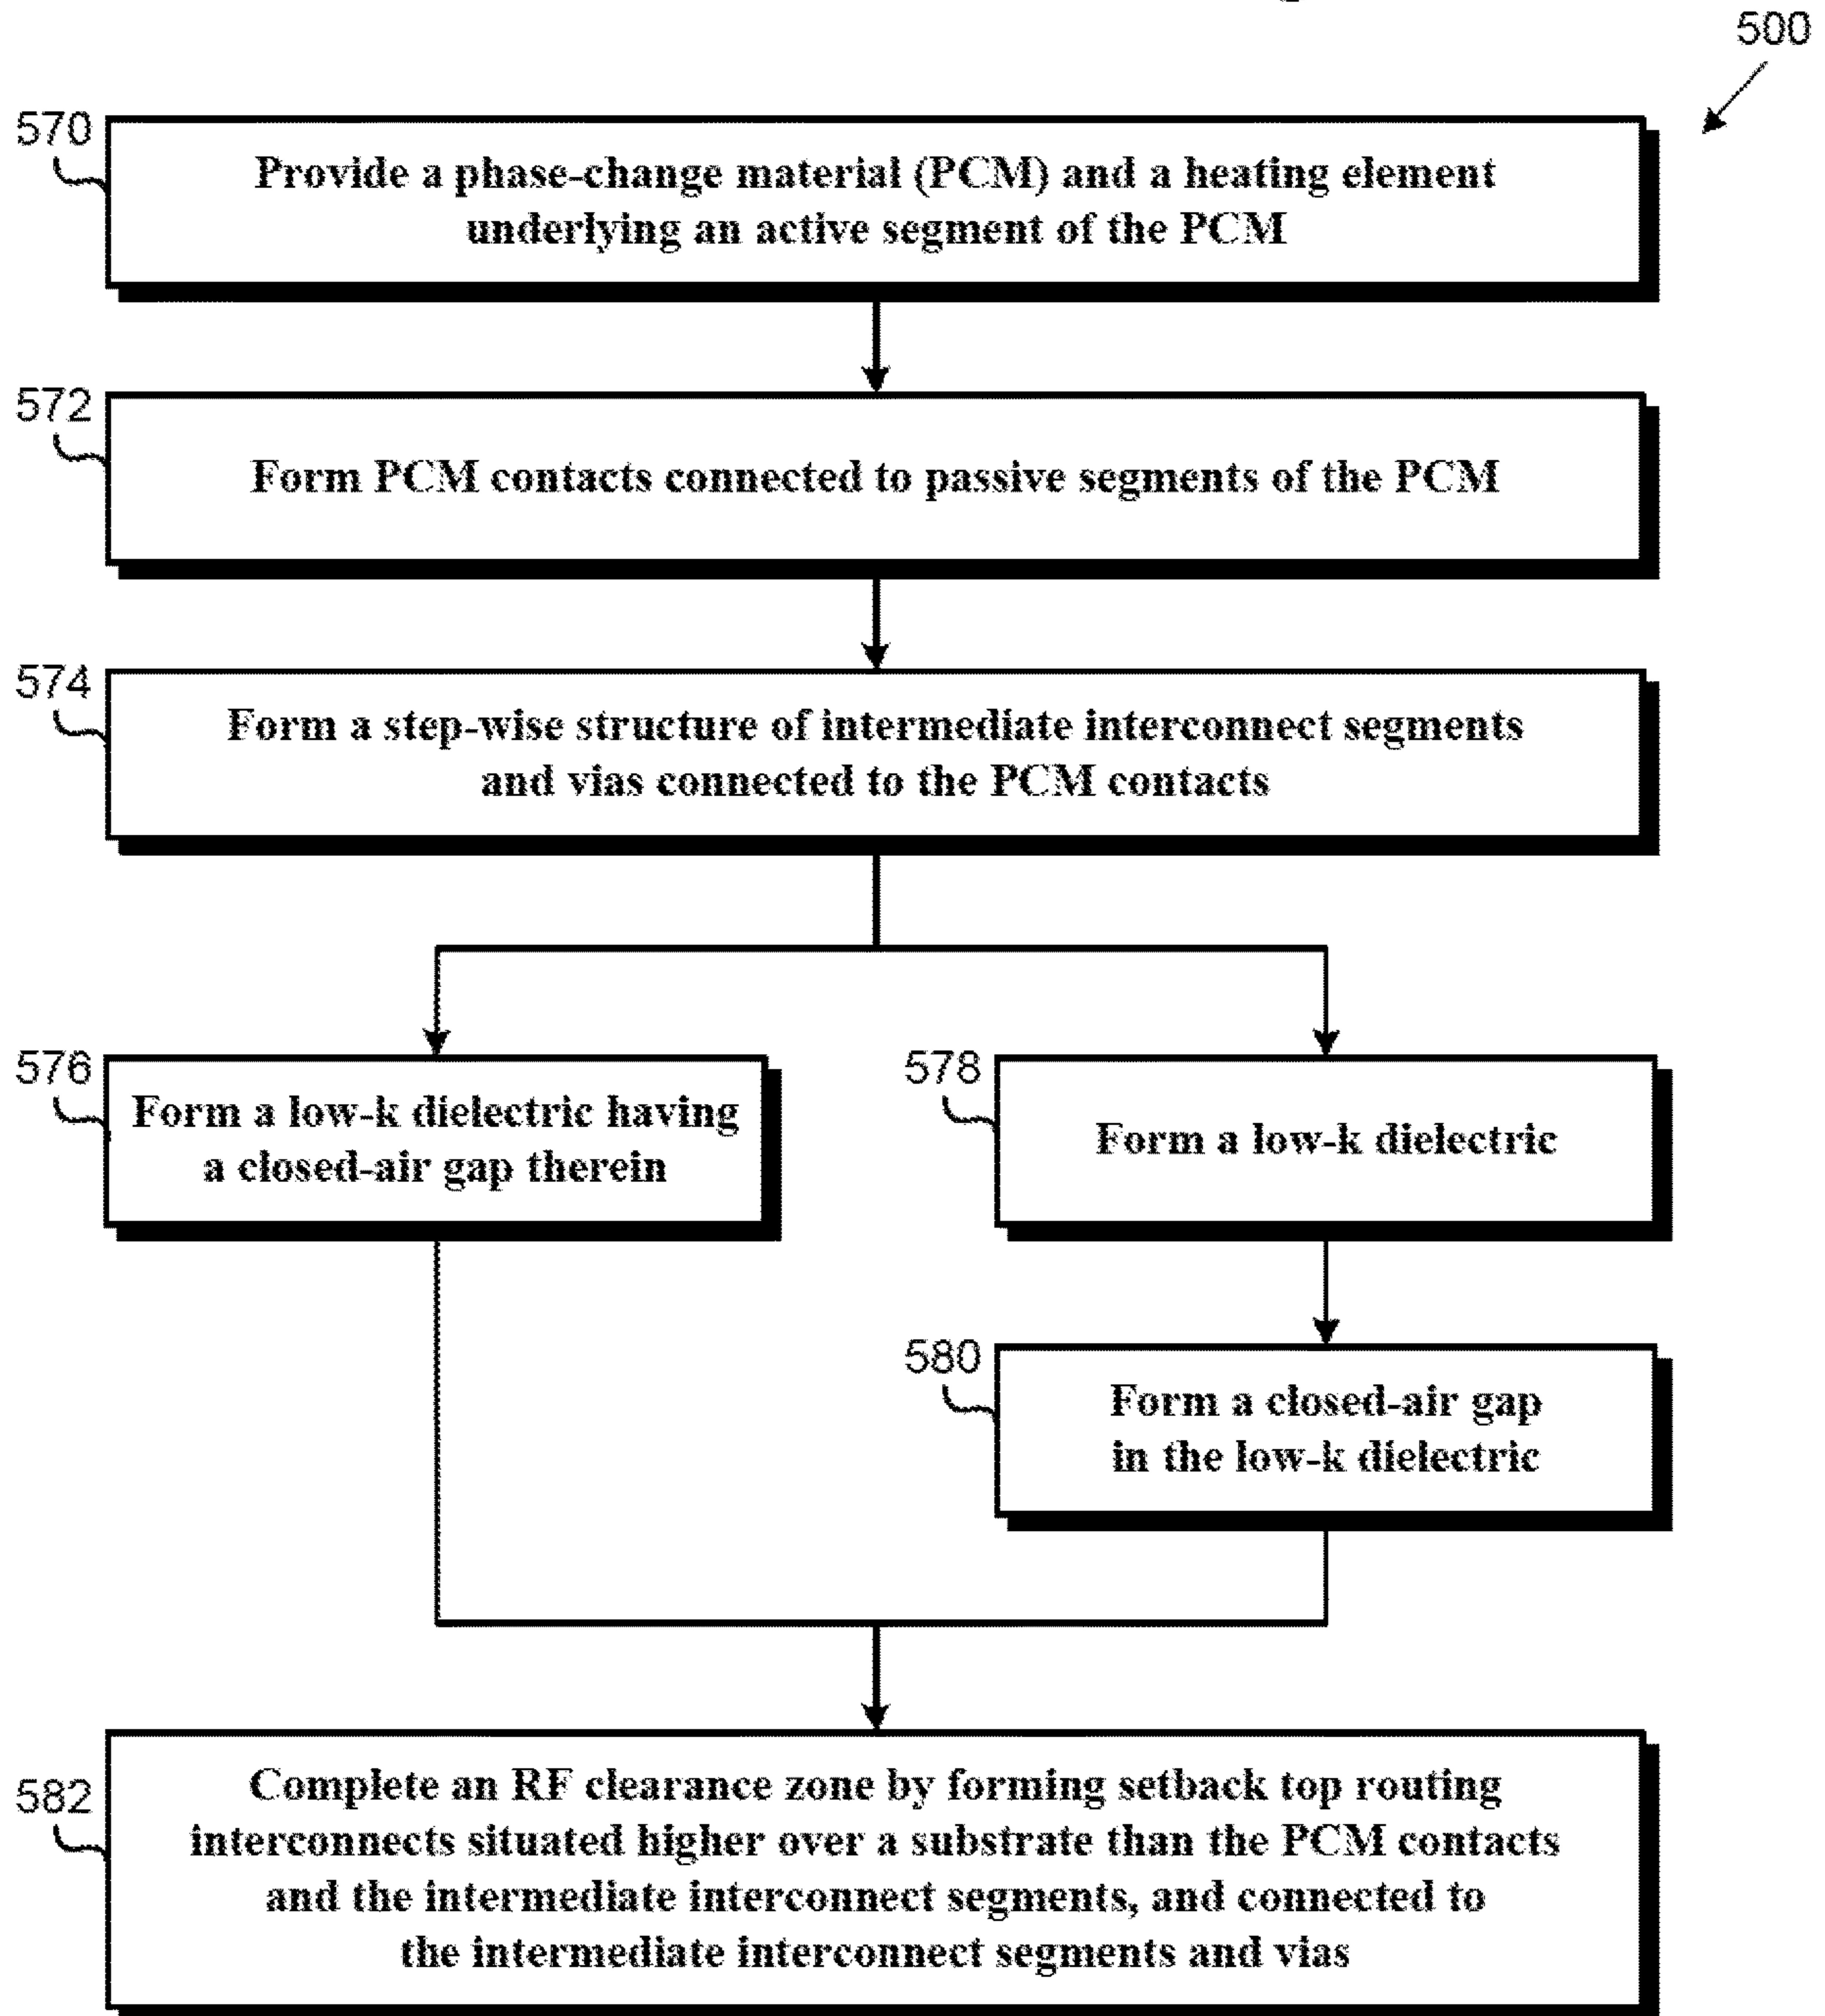 500
570
Provide a phase-change material (PCM) and a heating element
underlying an active segment of the PCM
572
Form PCM contacts connected to passive segments of the PCM
574
Form a step-wise structure of intermediate interconnect segments
and vias connected to the PCM contacts
576
Form a low-k dielectric having
a closed-air gap therein
578
Form a low-k dielectric
580
Form a closed-air gap
in the low-k dielectric
582
Complete an RF clearance zone by forming setback top routing
interconnects situated higher over a substrate than the PCM contacts
and the intermediate interconnect segments, and connected to
the intermediate interconnect segments and vias